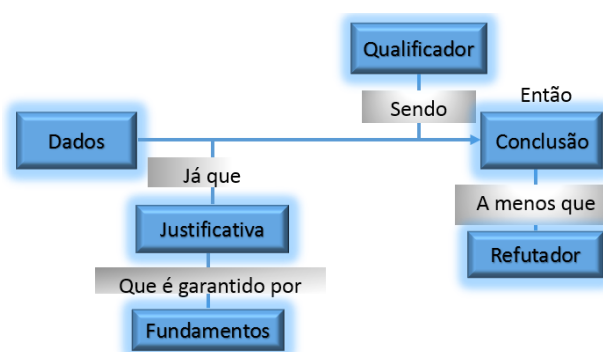 Qualificador
Então
Sendo
Dados
Conclusão
Já que
A menos que
Justificativa
Refutador
Que é garantido por
Fundamentos